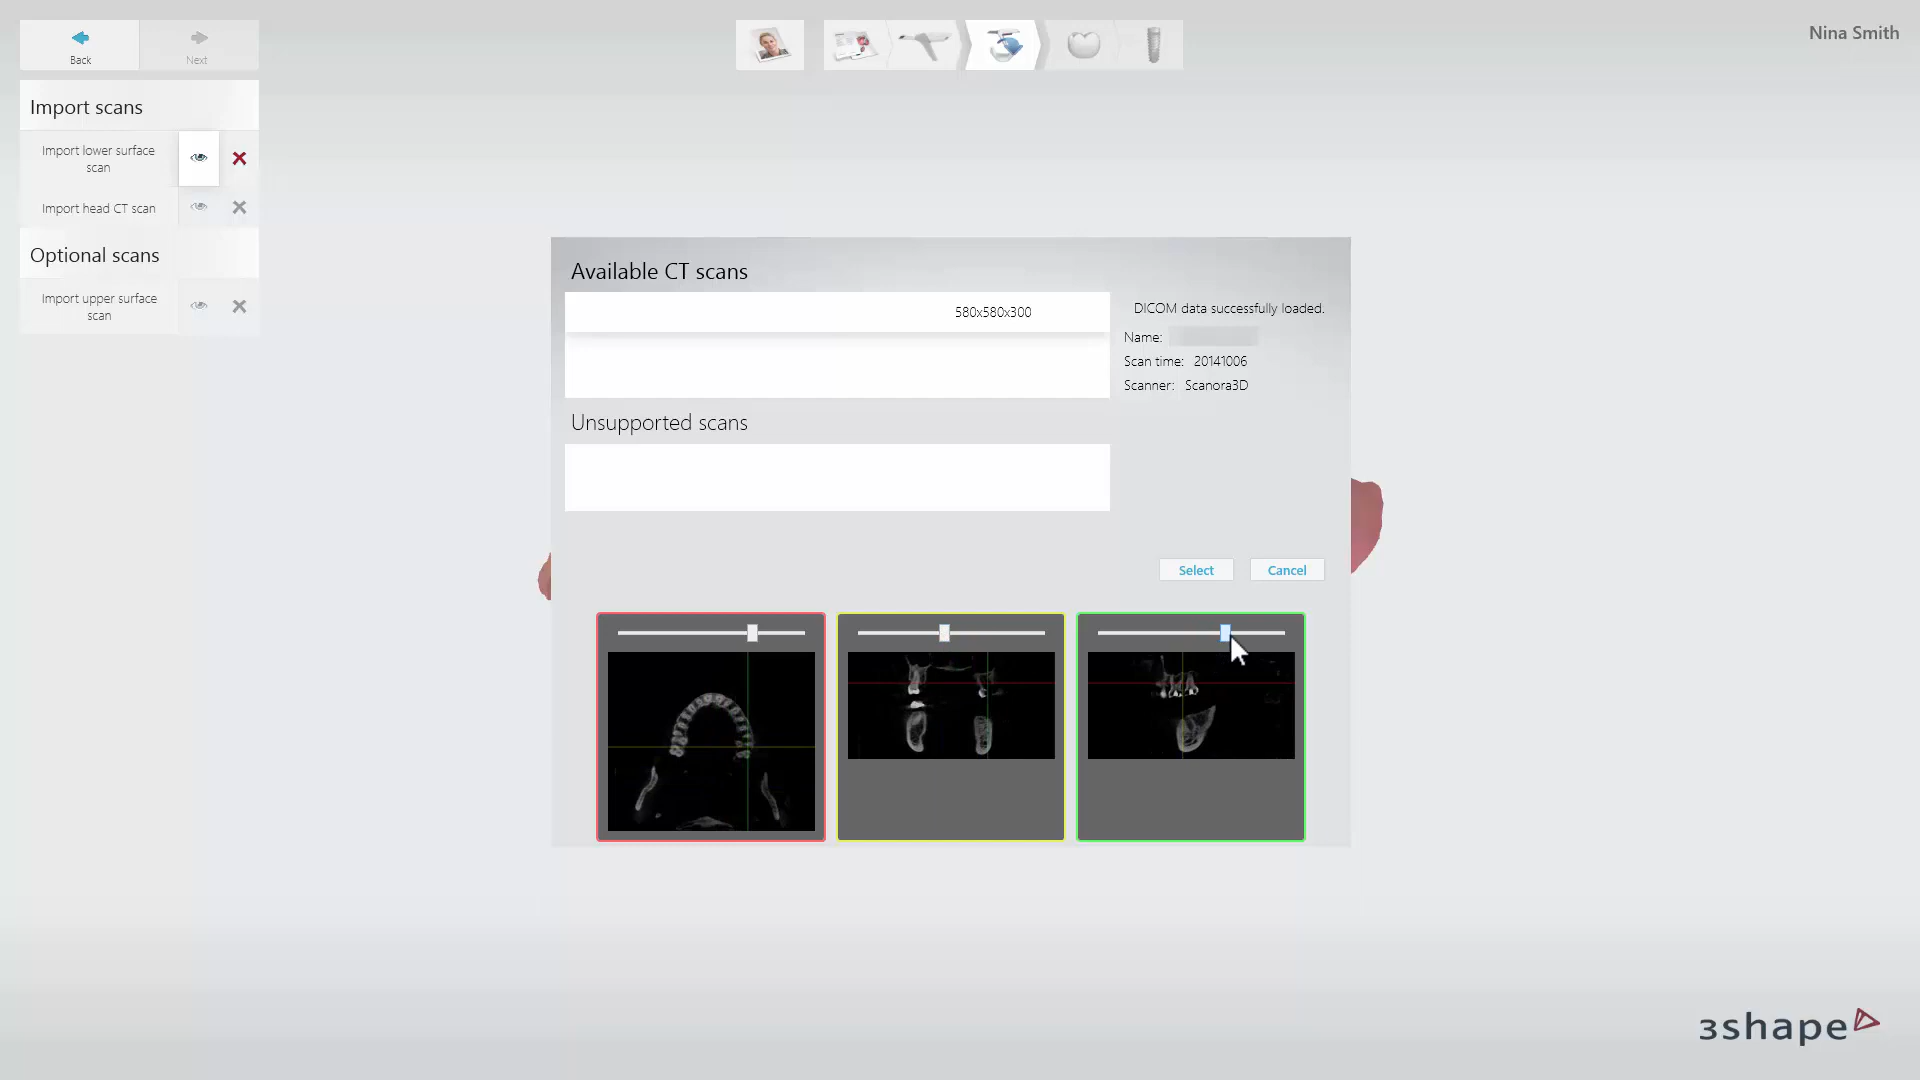 Back
Next
Nina Smith
Import scans
Import lower surface
scan
Import head CT scan
Optional scans
Import upper surface
scan
Available CT scans
580x580x300
DICOM data successfully loaded.
Name:
Scan time: 20141006
Scanner: Scanora3D
Unsupported scans
Select
Cancel
3shape